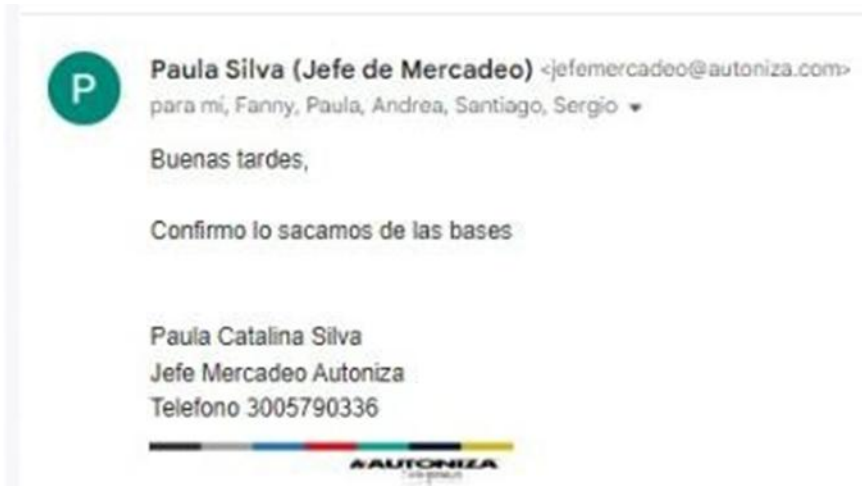 P
Paula Silva (Jefe de Mercadeo) <jefemercadeo@autoniza.com>
para mí, Fanny, Paula, Andrea, Santiago, Sergio
Buenas tardes,
Confirmo lo sacamos de las bases
Paula Catalina Silva
Jefe Mercadeo Autoniza
Telefono 3005790336
AUTONIZA